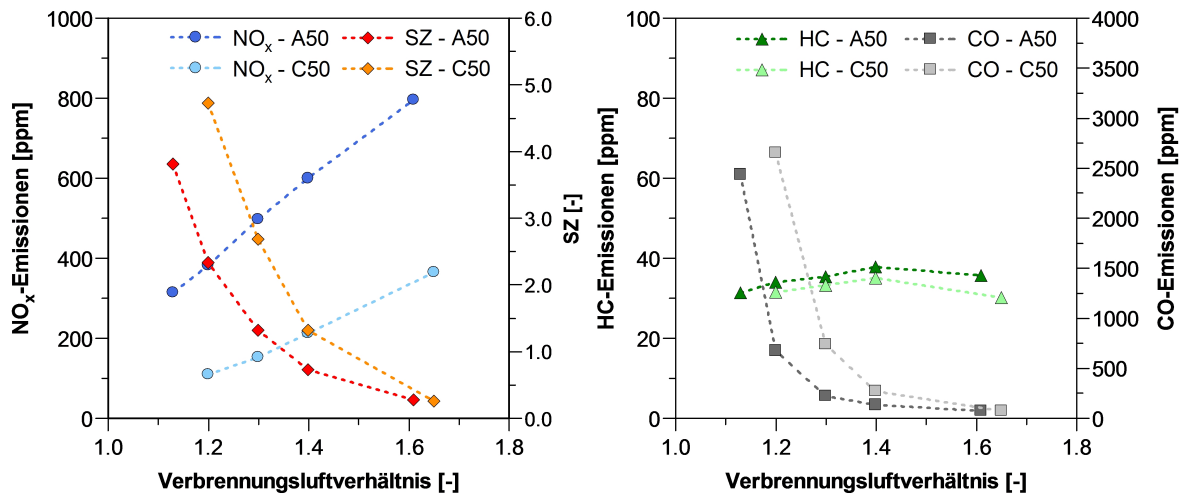 NOx-Emissionen [ppm]
1000
800
600
400
200
0
NOx - A50
SZ - A50
NOx - C50
SZ - C50
6.0
5.0
4.0
3.0
2.0
1.0
0.0
SZ [-]
1.0 1.2 1.4 1.6 1.8
Verbrennungsluftverhältnis [-]
HC-Emissionen [ppm]
100
80
60
40
20
0
HC - A50
CO - A50
HC - C50
CO - C50
4000
3500
3000
2500
2000
1500
1000
500
0
CO-Emissionen [ppm]
1.0 1.2 1.4 1.6 1.8
Verbrennungsluftverhältnis [-]